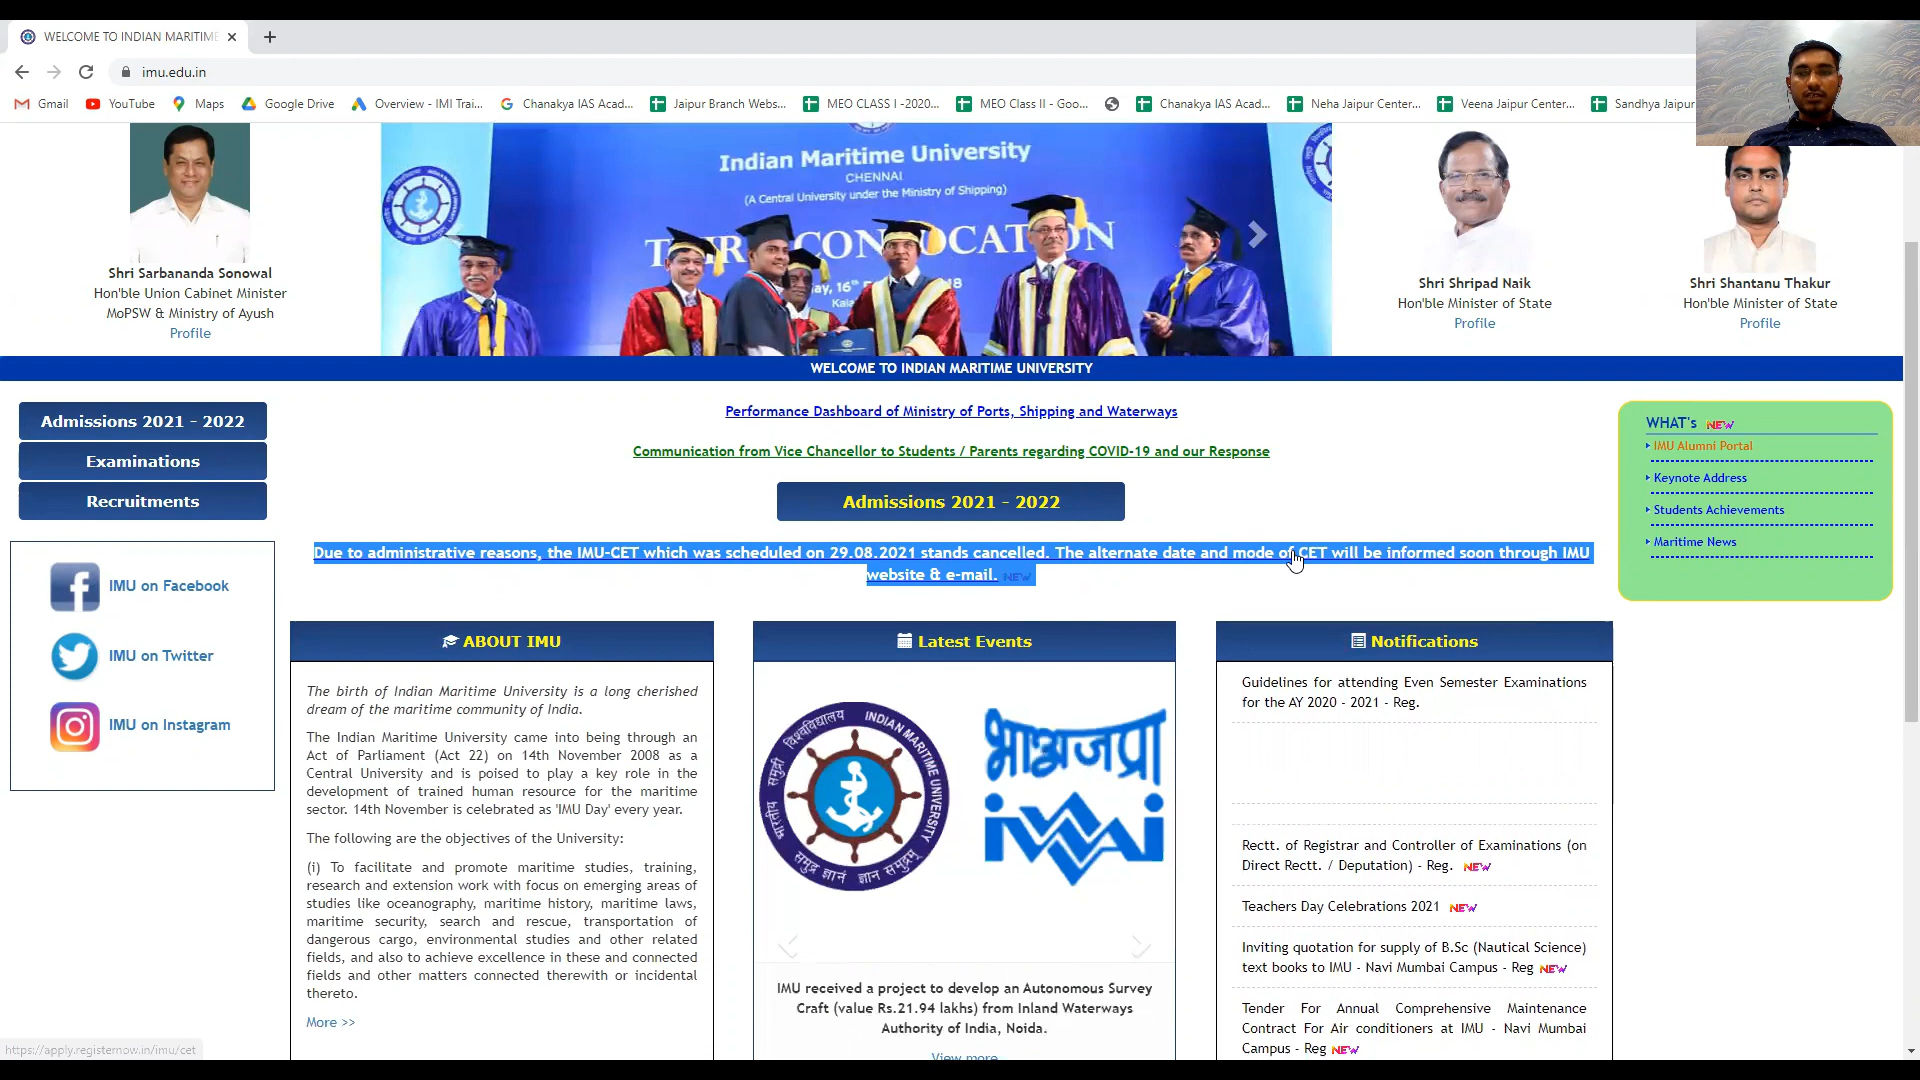 WELCOME TO INDIAN MARITIME
imu.edu.in
Gmail YouTube Maps Google Drive Overview - IMI Trai... Chanakya IAS Acad... Jaipur Branch Webs... MEO CLASS I -2020... MEO Class II - Goo... Chanakya IAS Acad... Neha Jaipur Center... Veena Jaipur Center... Sandhya Jaipur
Indian Maritime University
CHENNAI
(A Central University under the Ministry of Shipping)
Shri Sarbananda Sonowal
Hon'ble Union Cabinet Minister
MoPSW & Ministry of Ayush
Profile
Shri Shripad Naik
Hon'ble Minister of State
Profile
Shri Shantanu Thakur
Hon'ble Minister of State
Profile
WELCOME TO INDIAN MARITIME UNIVERSITY
Admissions 2021 - 2022
Examinations
Recruitments
IMU on Facebook
IMU on Twitter
IMU on Instagram
Performance Dashboard of Ministry of Ports, Shipping and Waterways
Communication from Vice Chancellor to Students / Parents regarding COVID-19 and our Response
Admissions 2021 - 2022
Due to administrative reasons, the IMU-CET which was scheduled on 29.08.2021 stands cancelled. The alternate date and mode of CET will be informed soon through IMU
website & e-mail. NEW
WHAT's NEW
IMU Alumni Portal
Keynote Address
Students Achievements
Maritime News
ABOUT IMU
The birth of Indian Maritime University is a long cherished
dream of the maritime community of India.
The Indian Maritime University came into being through an
Act of Parliament (Act 22) on 14th November 2008 as a
Central University and is poised to play a key role in the
development of trained human resource for the maritime
sector. 14th November is celebrated as 'IMU Day' every year.
The following are the objectives of the University:
(i) To facilitate and promote maritime studies, training,
research and extension work with focus on emerging areas of
studies like oceanography, maritime history, maritime laws,
maritime security, search and rescue, transportation of
dangerous cargo, environmental studies and other related
fields, and also to achieve excellence in these and connected
fields and other matters connected therewith or incidental
thereto.
More >>
Latest Events
INDIAN MARITIME UNIVERSITY
भारतीय समुद्री विश्वविद्यालय
समुद्र ज्ञानं ज्ञान समुद्रम्
भाअजप्रा
iwai
IMU received a project to develop an Autonomous Survey
Craft (value Rs.21.94 lakhs) from Inland Waterways
Authority of India, Noida.
View more
Notifications
Guidelines for attending Even Semester Examinations
for the AY 2020 - 2021 - Reg.
Rectt. of Registrar and Controller of Examinations (on
Direct Rectt. / Deputation) - Reg. NEW
Teachers Day Celebrations 2021 NEW
Inviting quotation for supply of B.Sc (Nautical Science)
text books to IMU - Navi Mumbai Campus - Reg NEW
Tender For Annual Comprehensive Maintenance
Contract For Air conditioners at IMU - Navi Mumbai
Campus - Reg NEW
https://apply.registernow.in/imu/cet